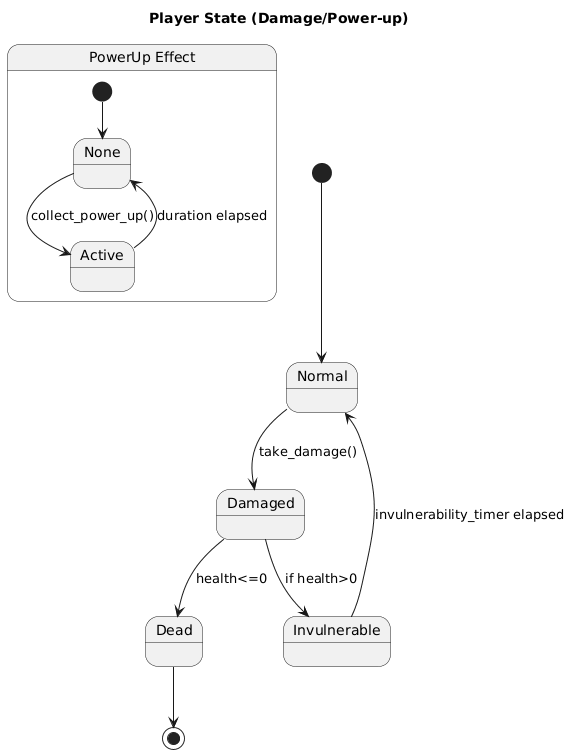 Player State (Damage/Power-up)
PowerUp Effect
None
collect_power_up()
duration elapsed
Active
Normal
take_damage()
Damaged
invulnerability_timer elapsed
health<=0
if health>0
Dead
Invulnerable